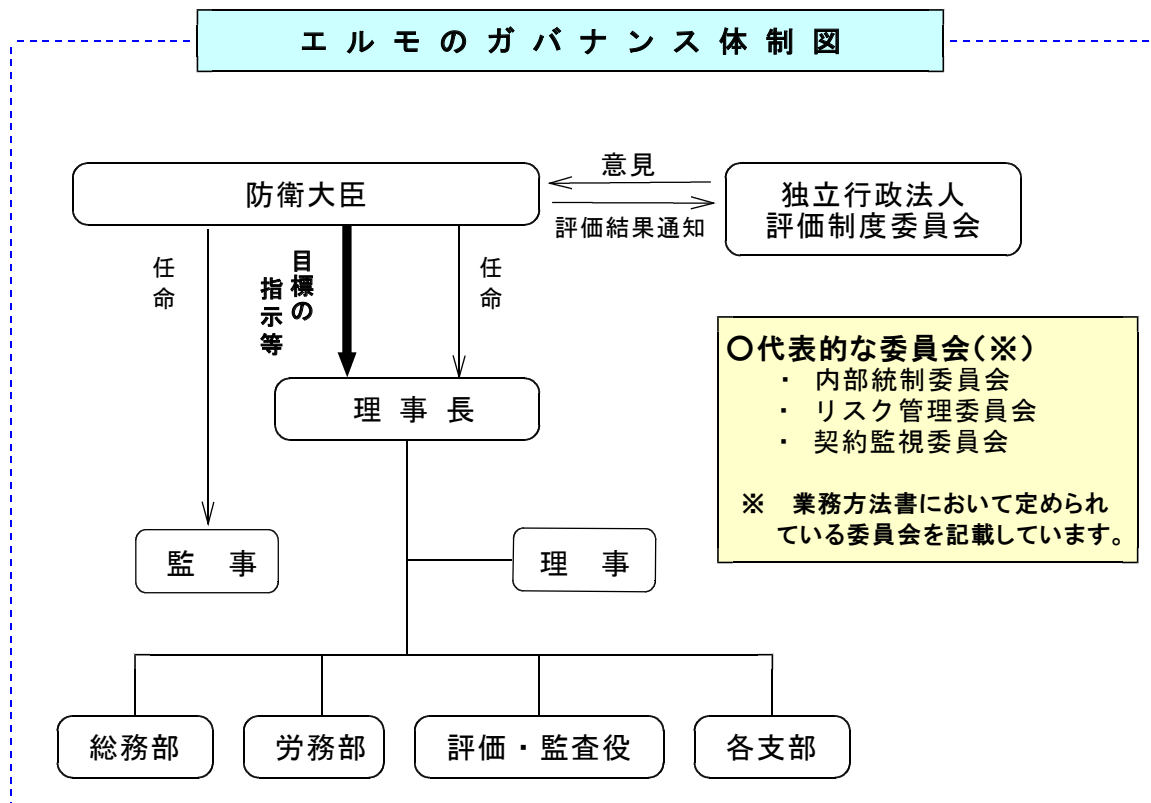 エルモのガバナンス体制図
防衛大臣
意見
評価結果通知
独立行政法人
評価制度委員会
任命
目標の
指示等
任命
理事長
〇代表的な委員会(※)
・ 内部統制委員会
・ リスク管理委員会
・ 契約監視委員会
※ 業務方法書において定められ
ている委員会を記載しています。
監 事
理 事
総務部
労務部
評価・監査役
各支部